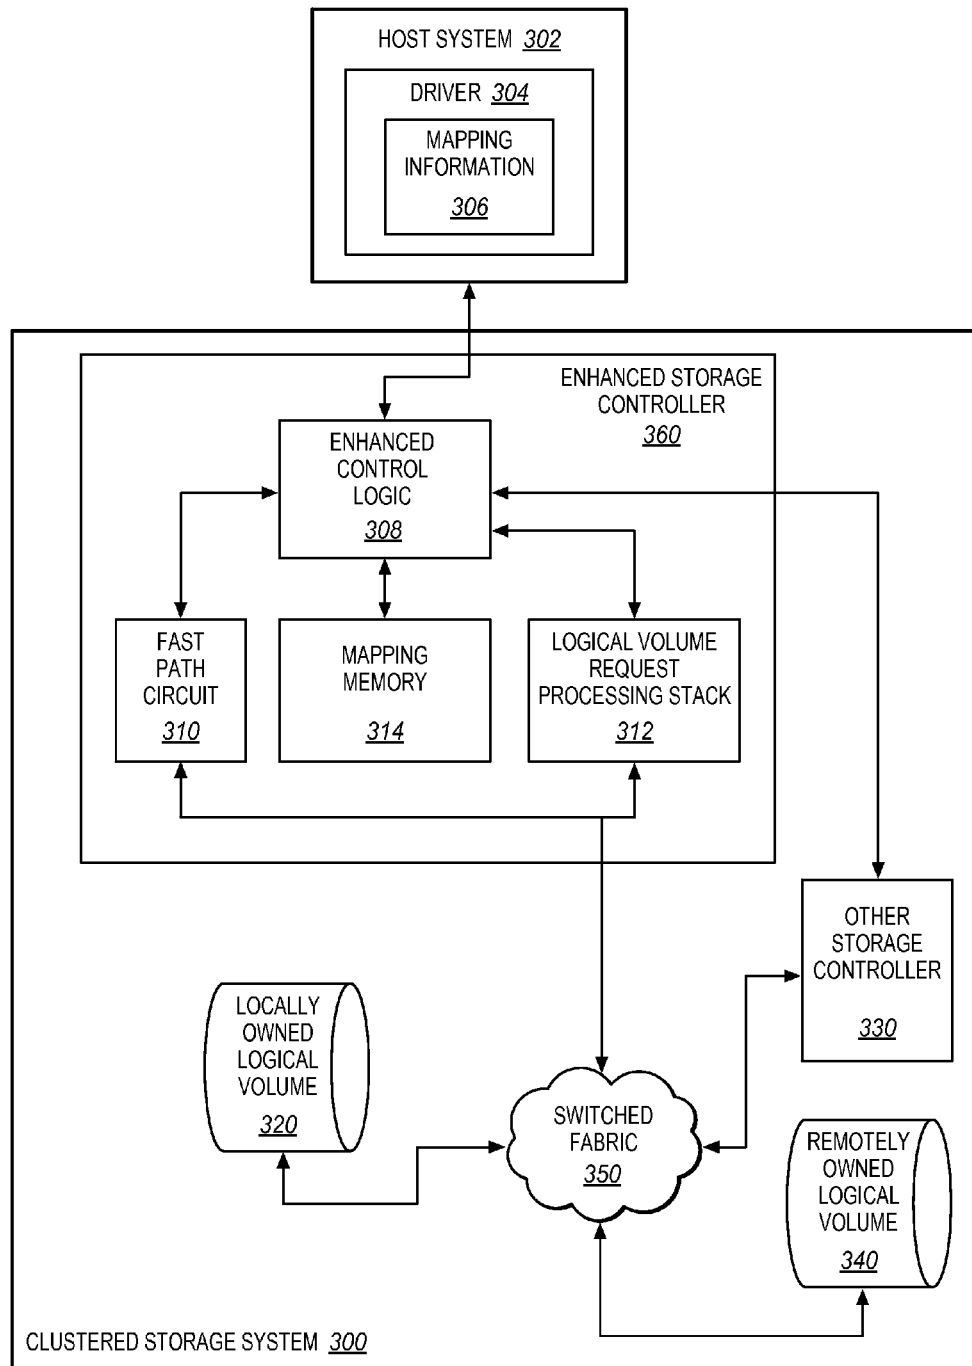 HOST SYSTEM 302
DRIVER 304
MAPPING
INFORMATION
306
ENHANCED STORAGE
CONTROLLER
360
ENHANCED
CONTROL
LOGIC
308
FAST
PATH
CIRCUIT
310
MAPPING
MEMORY
314
LOGICAL VOLUME
REQUEST
PROCESSING STACK
312
OTHER
STORAGE
CONTROLLER
330
LOCALLY
OWNED
LOGICAL
VOLUME
320
SWITCHED
FABRIC
350
REMOTELY
OWNED
LOGICAL
VOLUME
340
CLUSTERED STORAGE SYSTEM 300